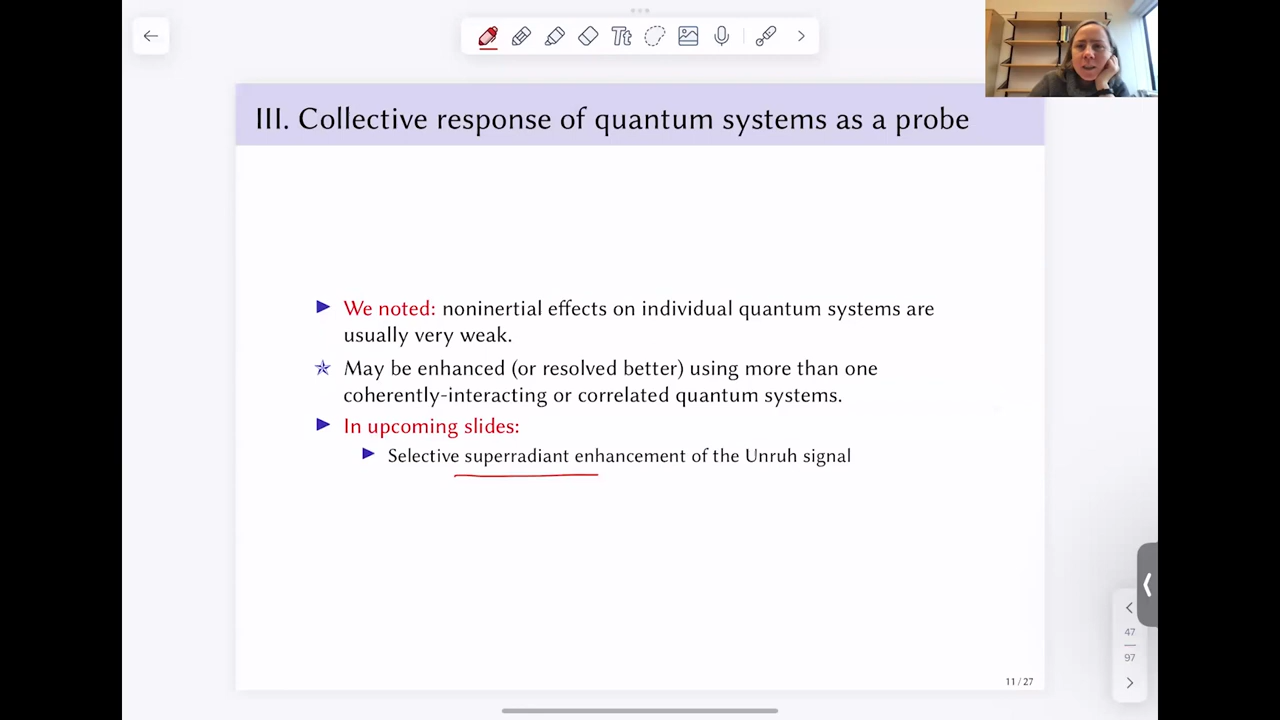 Tt
III. Collective response of quantum systems as a probe
► We noted: noninertial effects on individual quantum systems are
usually very weak.
May be enhanced (or resolved better) using more than one
coherently-interacting or correlated quantum systems.
► In upcoming slides:
► Selective superradiant enhancement of the Unruh signal
47
97
11 / 27